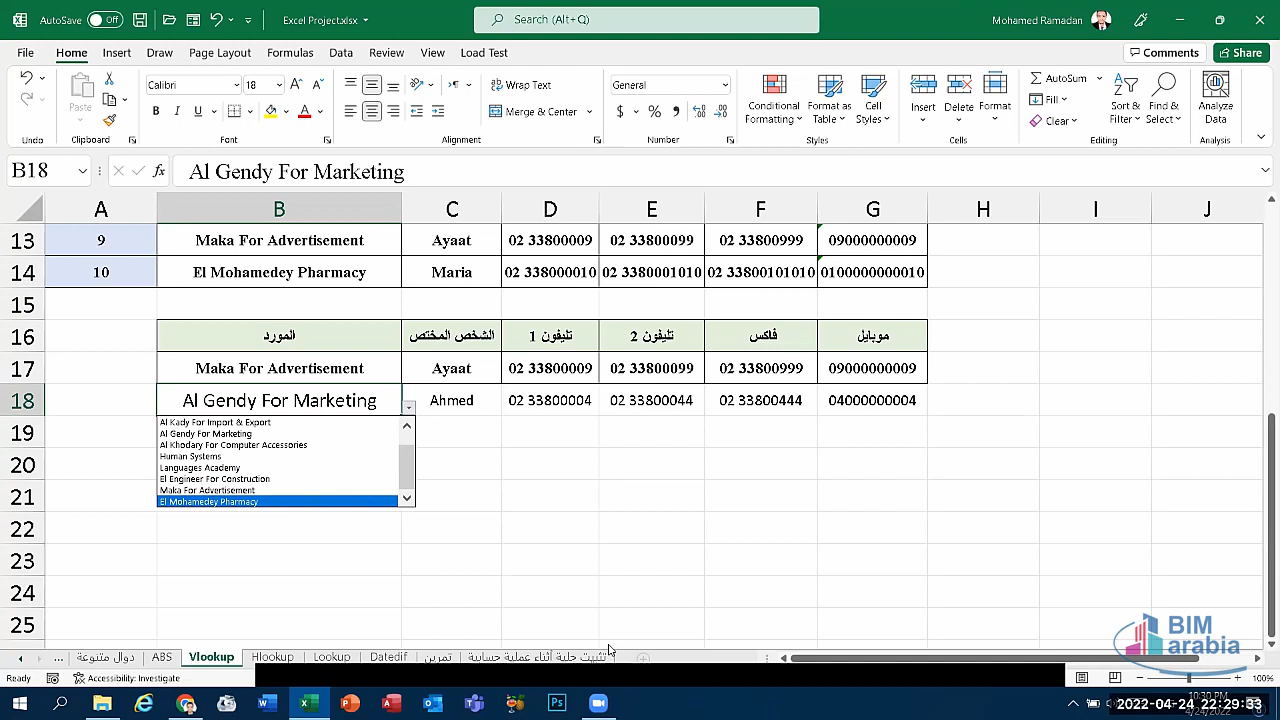 AutoSave Off Excel Project.xlsx Search (Alt+Q) Mohamed Ramadan
File Home Insert Draw Page Layout Formulas Data Review View Load Test Comments Share
Calibri 18 Wrap Text General AutoSum
Paste Merge & Center Conditional Formatting Format as Table Cell Styles Insert Delete Format Fill Clear Sort & Filter Find & Select Analyze Data
Undo Clipboard Font Alignment Number Styles Cells Editing Analysis
B18 fx Al Gendy For Marketing
A B C D E F G H I J
13 9 Maka For Advertisement Ayaat 02 33800009 02 33800099 02 33800999 09000000009
14 10 El Mohamedey Pharmacy Maria 02 338000010 02 3380001010 02 33800101010 0100000000010
15
16 المورد الشخص المختص تليفون 1 تليفون 2 فاكس موبايل
17 Maka For Advertisement Ayaat 02 33800009 02 33800099 02 33800999 09000000009
18 Al Gendy For Marketing Ahmed 02 33800004 02 33800044 02 33800444 04000000004
Al Kady For Import & Export
Al Gendy For Marketing
19
Al Khodary For Computer Accessories
Human Systems
20
Languages Academy
El Engineer For Construction
21
Maka For Advertisement
El Mohamedey Pharmacy
22
23
24
25
BIM
arabia
... دوال متنوعة ABS Vlookup Hlookup Lookup Datedif تمرين تثبيت خلية أثناء عملية حسابية
Ready Accessibility: Investigate 100%
2022-04-24 22:29:33